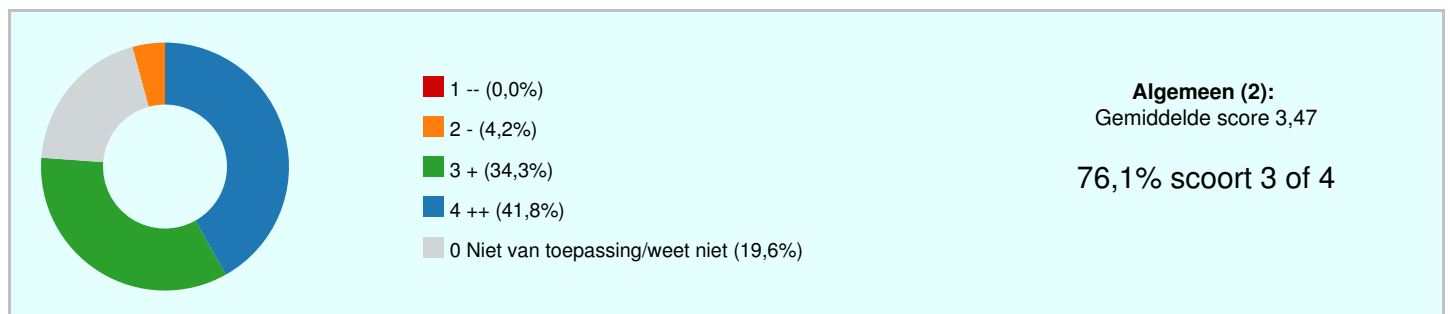 1 -- (0,0%)
2 - (4,2%)
3 + (34,3%)
4 ++ (41,8%)
0 Niet van toepassing/weet niet (19,6%)
Algemeen (2):
Gemiddelde score 3,47
76,1% scoort 3 of 4